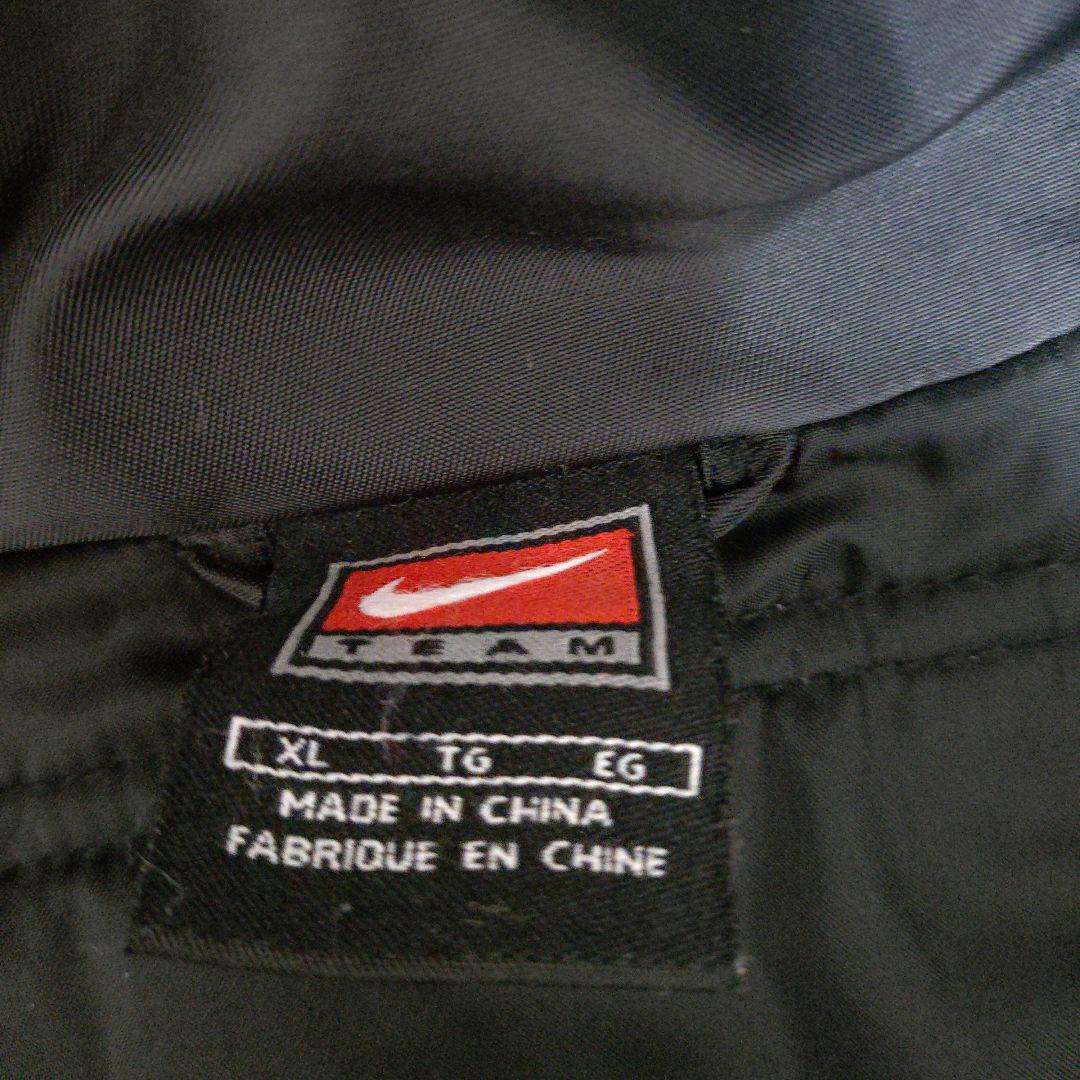 TEAM
XL TG EG
MADE IN CHINA
FABRIQUE EN CHINE